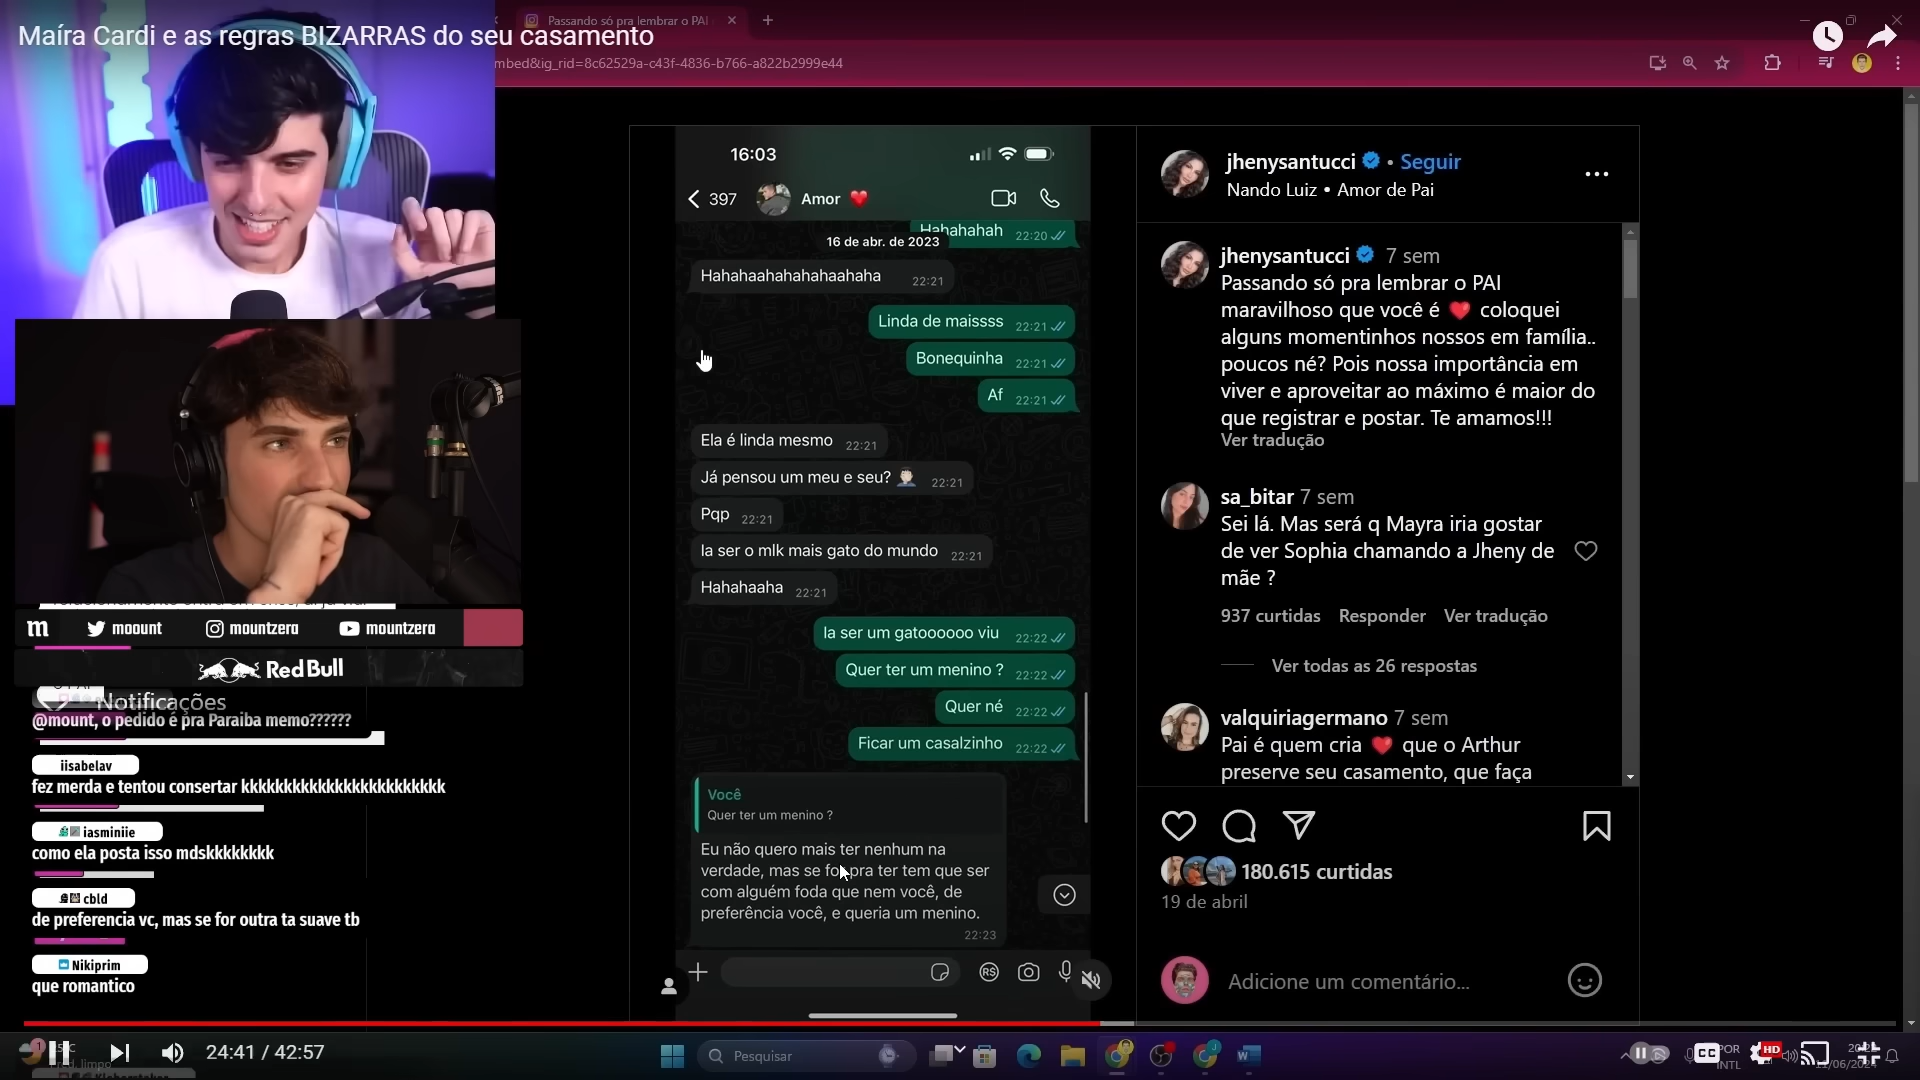 Maíra Cardi e as regras BIZARRAS do seu casamento
Passando só pra lembrar o PAI
mbed&ig_rid=8c62529a-c43f-4836-b766-a822b2999e44
16:03
397
Amor ❤️
Hahahahah 22:20
16 de abr. de 2023
Hahahaahahahahaahaha 22:21
Linda de maissss 22:21
Bonequinha 22:21
Af 22:21
Ela é linda mesmo 22:21
Já pensou um meu e seu? 🤦🏻‍♂️ 22:21
Pqp 22:21
Ia ser o mlk mais gato do mundo 22:21
Hahahaaha 22:21
Ia ser um gatoooooo viu 22:22
Quer ter um menino ? 22:22
Quer né 22:22
Ficar um casalzinho 22:22
Você
Quer ter um menino ?
Eu não quero mais ter nenhum na
verdade, mas se for pra ter tem que ser
com alguém foda que nem você, de
preferência você, e queria um menino.
22:23
jhenysantucci • Seguir
Nando Luiz • Amor de Pai
jhenysantucci 7 sem
Passando só pra lembrar o PAI
maravilhoso que você é ❤️ coloquei
alguns momentinhos nossos em família..
poucos né? Pois nossa importância em
viver e aproveitar ao máximo é maior do
que registrar e postar. Te amamos!!!
Ver tradução
sa_bitar 7 sem
Sei lá. Mas será q Mayra iria gostar
de ver Sophia chamando a Jheny de
mãe ?
937 curtidas Responder Ver tradução
Ver todas as 26 respostas
valquiriagermano 7 sem
Pai é quem cria ❤️ que o Arthur
preserve seu casamento, que faça
180.615 curtidas
19 de abril
Adicione um comentário...
m moount mountzera mountzera
Red Bull
Notificações
@mount, o pedido é pra Paraiba memo??????
iisabelav
fez merda e tentou consertar kkkkkkkkkkkkkkkkkkkkkkkk
iasminiie
como ela posta isso mdskkkkkkkk
cbld
de preferencia vc, mas se for outra ta suave tb
Nikiprim
que romantico
24:41 / 42:57
Pesquisar
CC
HD
POR
INTL